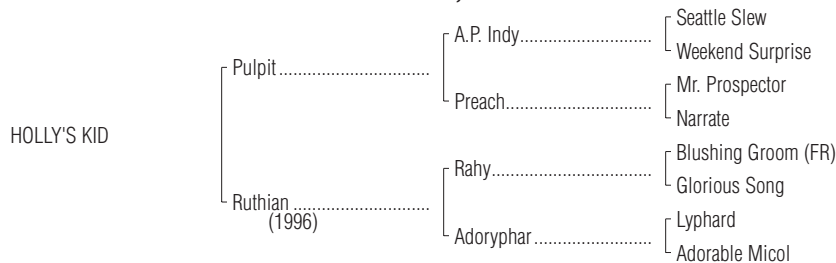 Seattle Slew
A.P. Indy..............................
Weekend Surprise
Pulpit..................................
Mr. Prospector
Preach.................................
Narrate
HOLLY'S KID
Blushing Groom (FR)
Rahy....................................
Glorious Song
Ruthian ..............................
(1996)
Lyphard
Adoryphar..........................
Adorable Micol